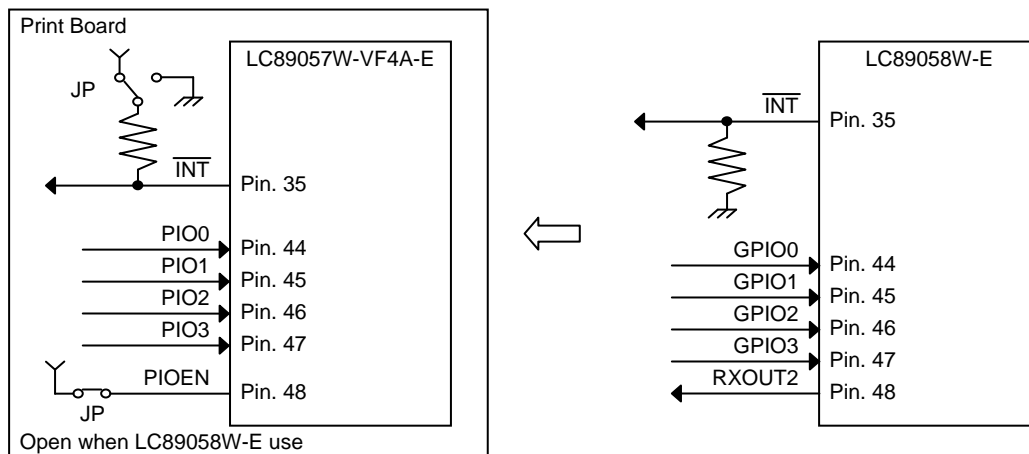 Print Board
JP
LC89057W-VF4A-E
INT
Pin. 35
PIO0
Pin. 44
PIO1
Pin. 45
PIO2
Pin. 46
PIO3
Pin. 47
PIOEN
Pin. 48
JP
Open when LC89058W-E use
LC89058W-E
INT
Pin. 35
GPIO0
Pin. 44
GPIO1
Pin. 45
GPIO2
Pin. 46
GPIO3
Pin. 47
RXOUT2
Pin. 48